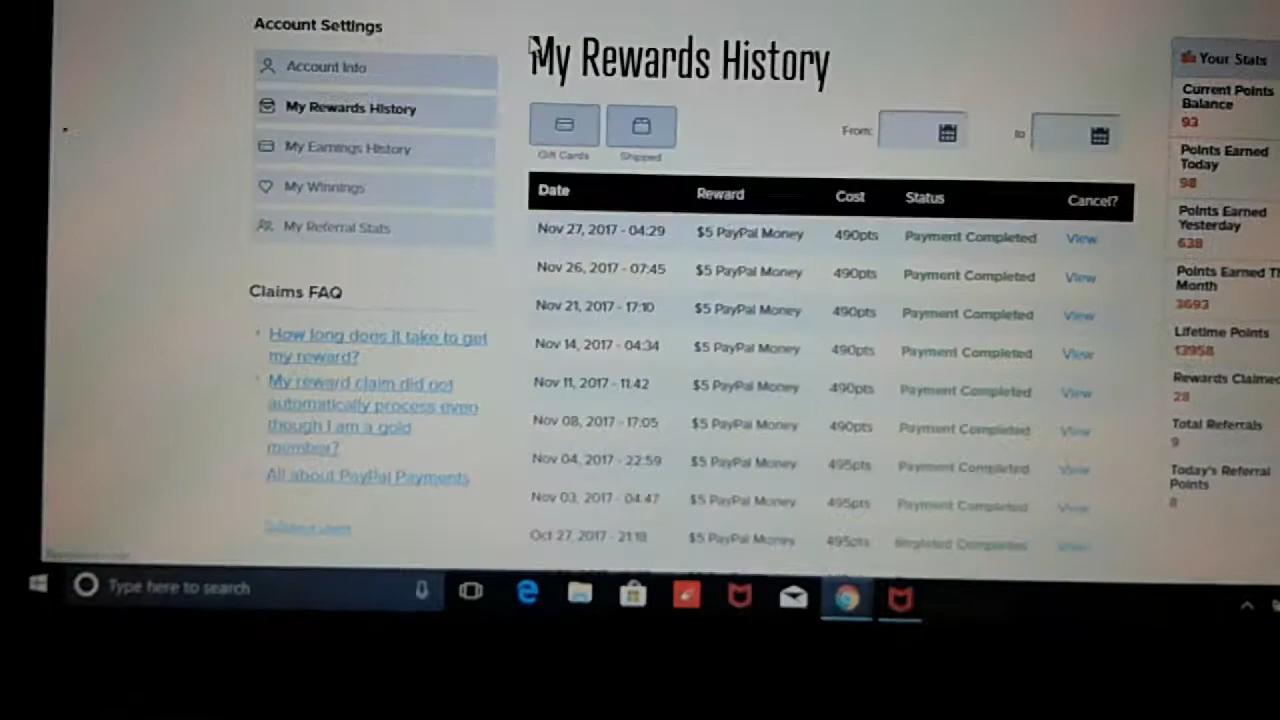 Account Settings
Account Info
My Rewards History
My Earnings History
My Winnings
My Referral Stats
Claims FAQ
How long does it take to get
my reward?
My reward claim did not
automatically process even
though I am a gold
member?
All about PayPal Payments
My Rewards History
Gift Cards
Shipped
From:
to
Date Reward Cost Status Cancel?
Nov 27, 2017 - 04:29 $5 PayPal Money 490pts Payment Completed View
Nov 26, 2017 - 07:45 $5 PayPal Money 490pts Payment Completed View
Nov 21, 2017 - 17:10 $5 PayPal Money 490pts Payment Completed View
Nov 14, 2017 - 04:34 $5 PayPal Money 490pts Payment Completed View
Nov 11, 2017 - 11:42 $5 PayPal Money 490pts Payment Completed View
Nov 08, 2017 - 17:05 $5 PayPal Money 490pts Payment Completed View
Nov 04, 2017 - 22:59 $5 PayPal Money 495pts Payment Completed View
Nov 03, 2017 - 04:47 $5 PayPal Money 495pts Payment Completed View
Oct 27, 2017 - 21:18 $5 PayPal Money 495pts Completed
Your Stats
Current Points
Balance
93
Points Earned
Today
98
Points Earned
Yesterday
638
Points Earned Th
Month
3693
Lifetime Points
13958
Rewards Claimed
28
Total Referrals
9
Today's Referral
Points
8
Type here to search